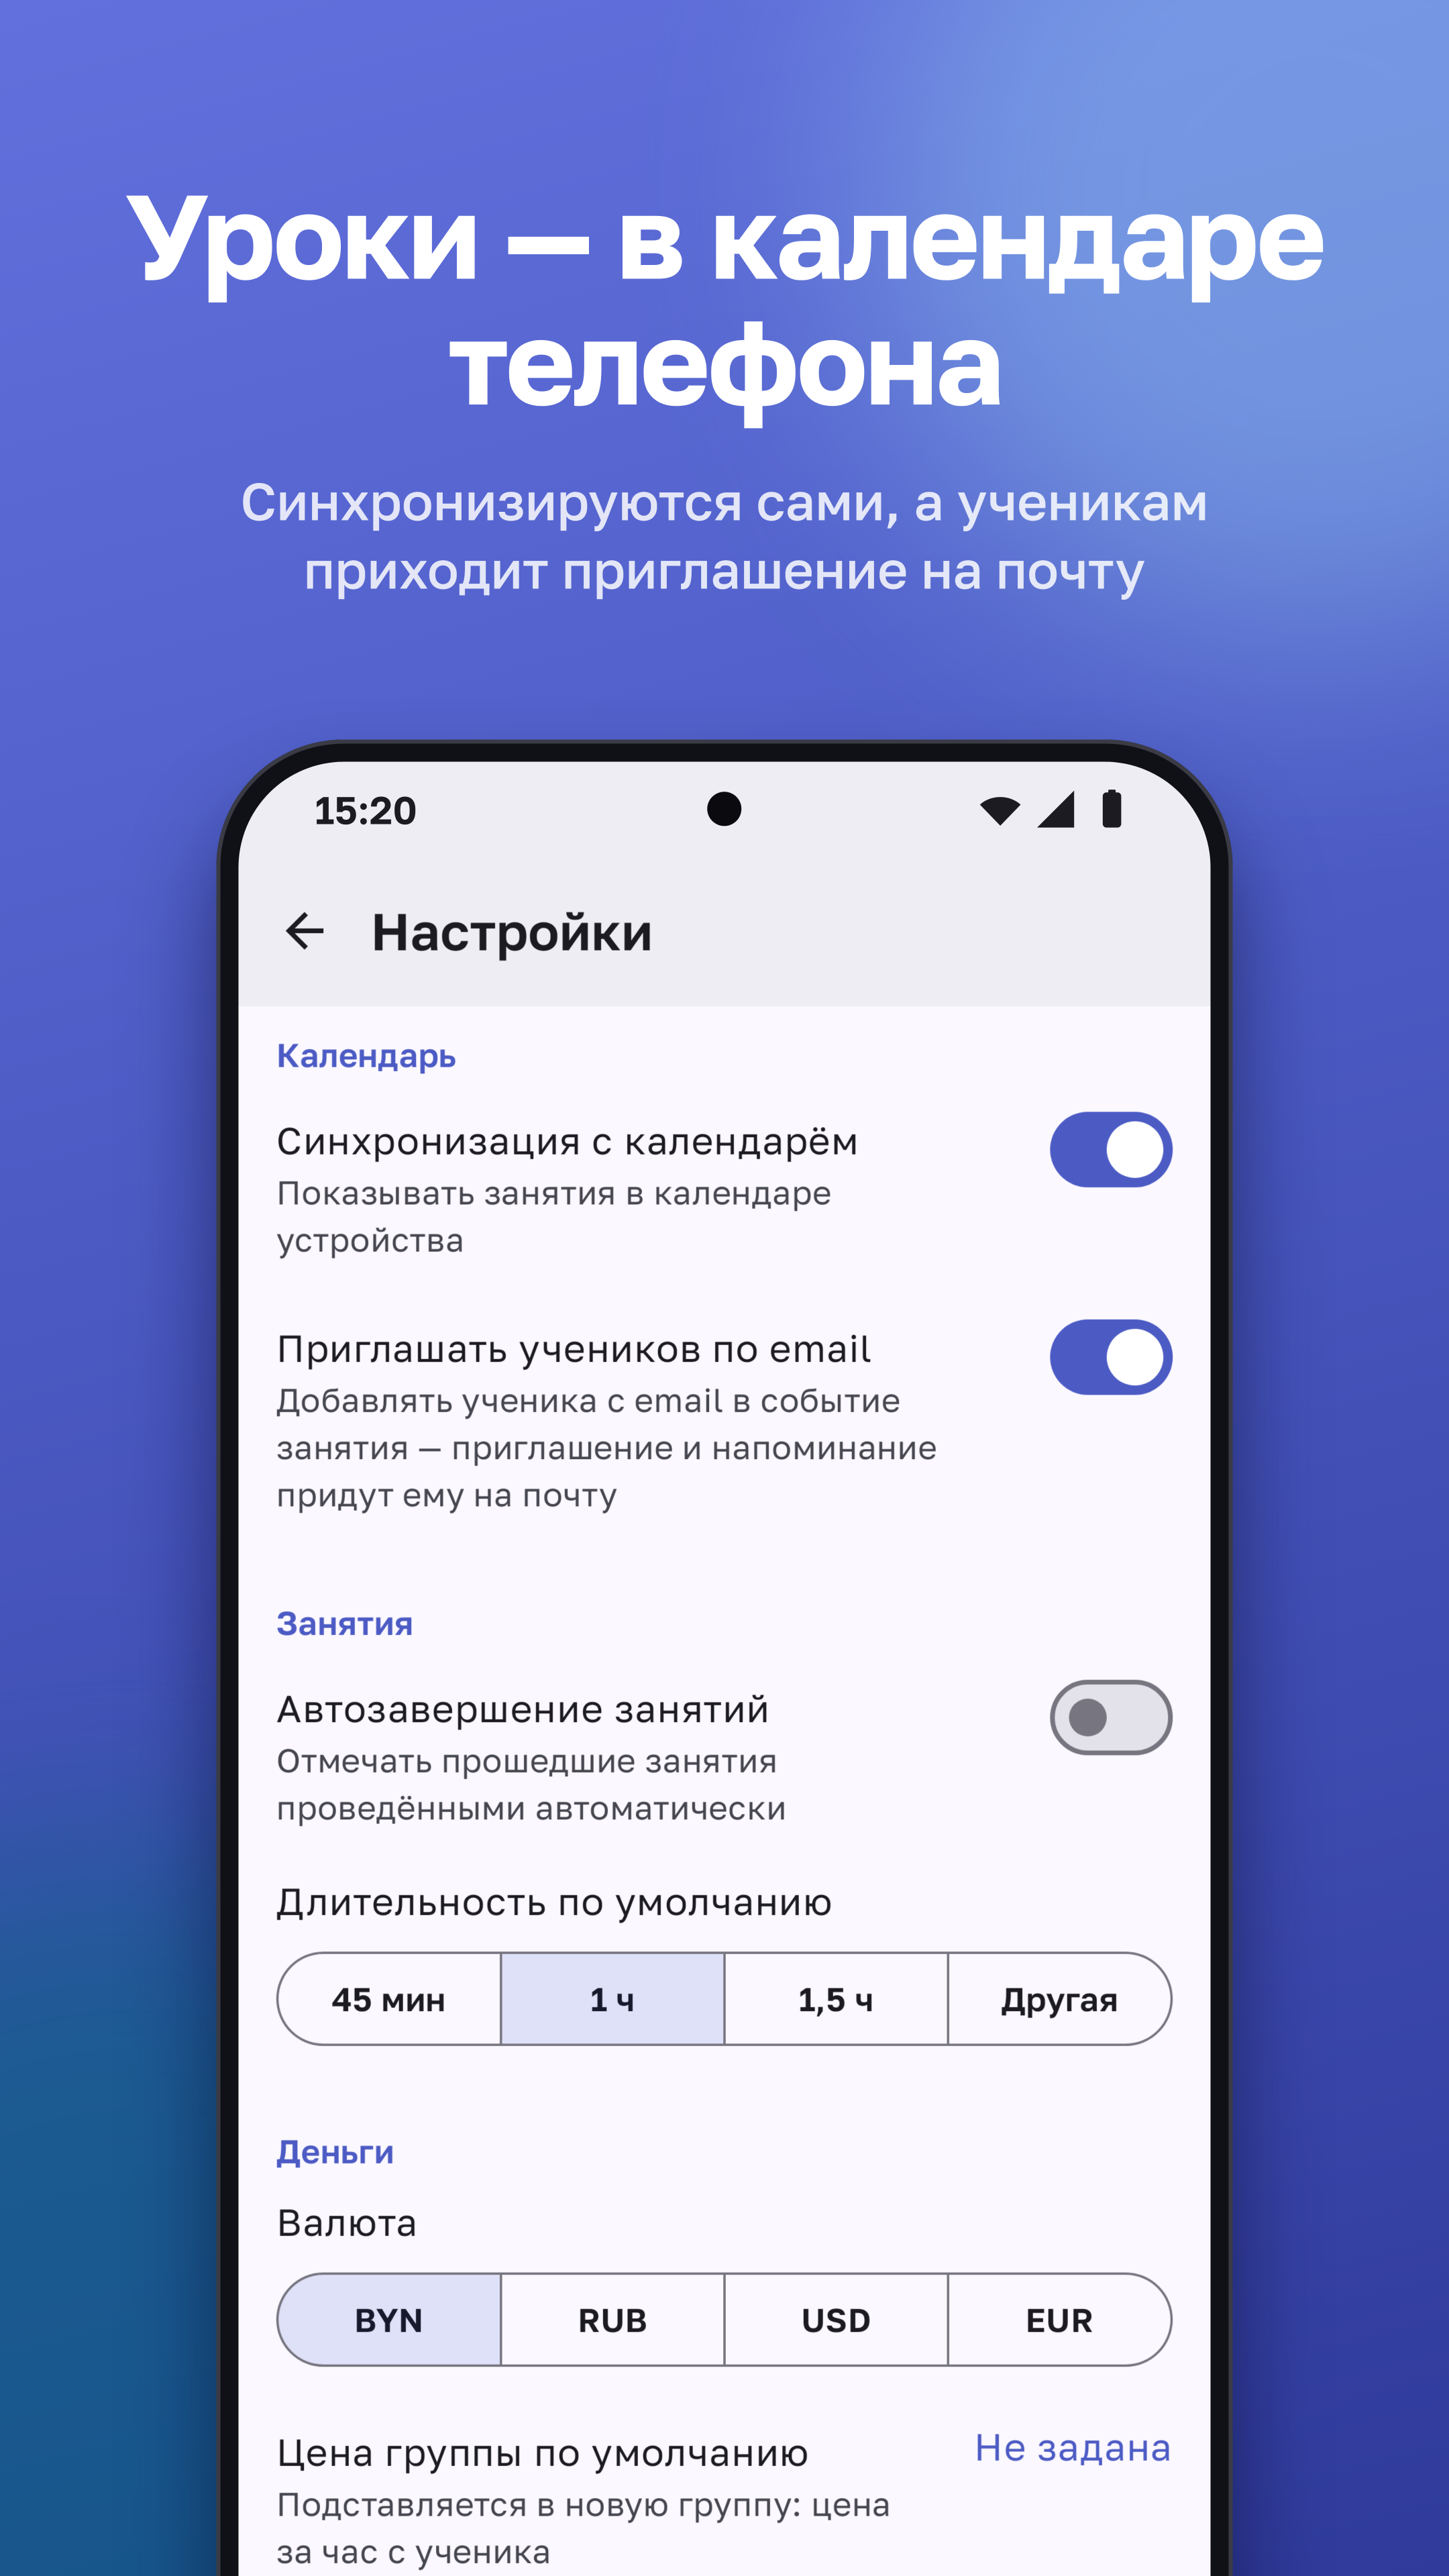 Уроки — в календаре
телефона
Синхронизируются сами, а ученикам
приходит приглашение на почту
15:20
Настройки
Календарь
Синхронизация с календарём
Показывать занятия в календаре
устройства
Приглашать учеников по email
Добавлять ученика с email в событие
занятия — приглашение и напоминание
придут ему на почту
Занятия
Автозавершение занятий
Отмечать прошедшие занятия
проведёнными автоматически
Длительность по умолчанию
45 мин
1 ч
1,5 ч
Другая
Деньги
Валюта
BYN
RUB
USD
EUR
Цена группы по умолчанию
Не задана
Подставляется в новую группу: цена
за час с ученика